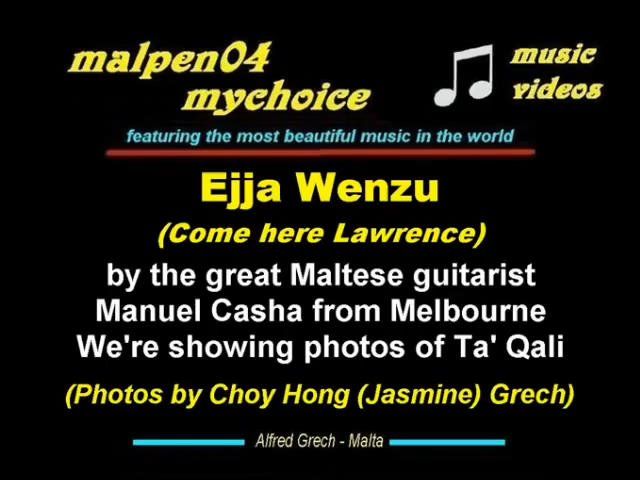 malpen04
mychoice
music
videos
featuring the most beautiful music in the world
Ejja Wenzu
(Come here Lawrence)
by the great Maltese guitarist
Manuel Casha from Melbourne
We're showing photos of Ta' Qali
(Photos by Choy Hong (Jasmine) Grech)
Alfred Grech - Malta